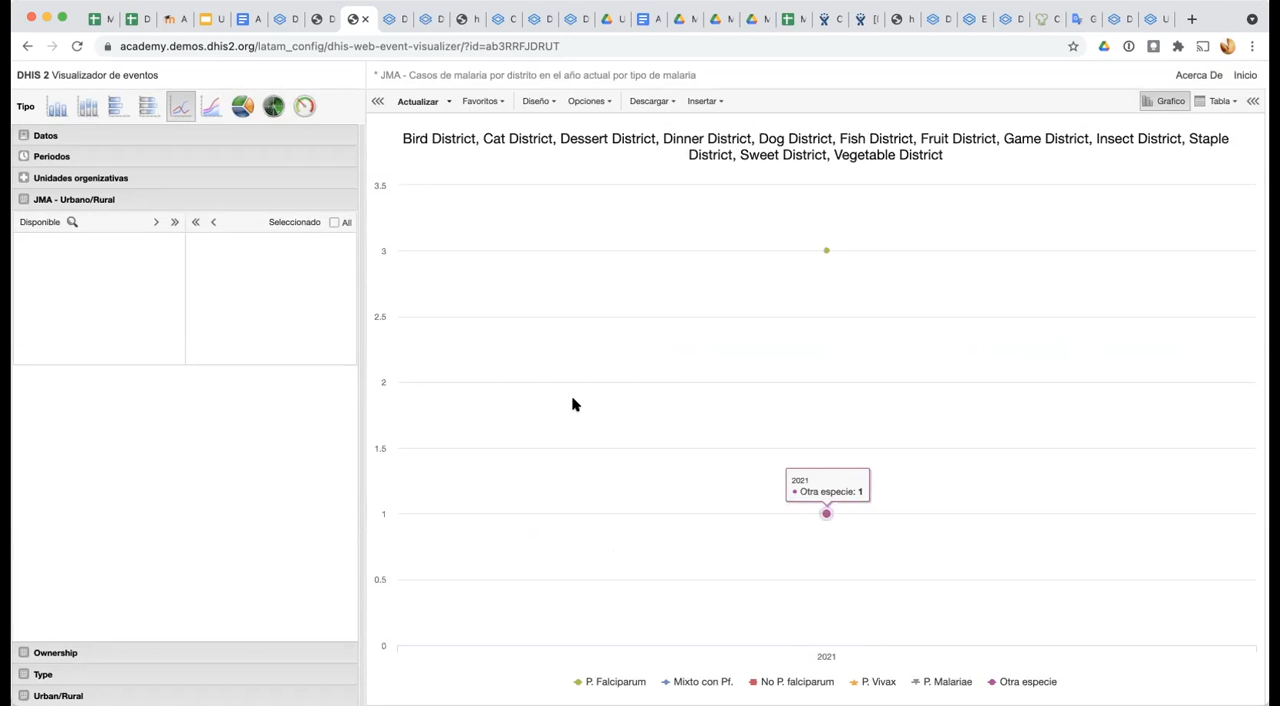 M
D
A
U
A
D
D
D
D
h
C
D
D
U
A
M
M
M
M
C
[I
h
D
E
D
C
G
D
U
academy.demos.dhis2.org/latam_config/dhis-web-event-visualizer/?id=ab3RRFJDRUT
DHIS 2 Visualizador de eventos
* JMA - Casos de malaria por distrito en el año actual por tipo de malaria
Acerca De Inicio
Tipo
Actualizar Favoritos Diseño Opciones Descargar Insertar Grafico Tabla
Datos
Periodos
Unidades organizativas
JMA - Urbano/Rural
Disponible Seleccionado All
Ownership
Type
Urban/Rural
Bird District, Cat District, Dessert District, Dinner District, Dog District, Fish District, Fruit District, Game District, Insect District, Staple
District, Sweet District, Vegetable District
3.5
3
2.5
2
1.5
1
0.5
0
2021
Otra especie: 1
2021
P. Falciparum Mixto con Pf. No P. falciparum P. Vivax P. Malariae Otra especie